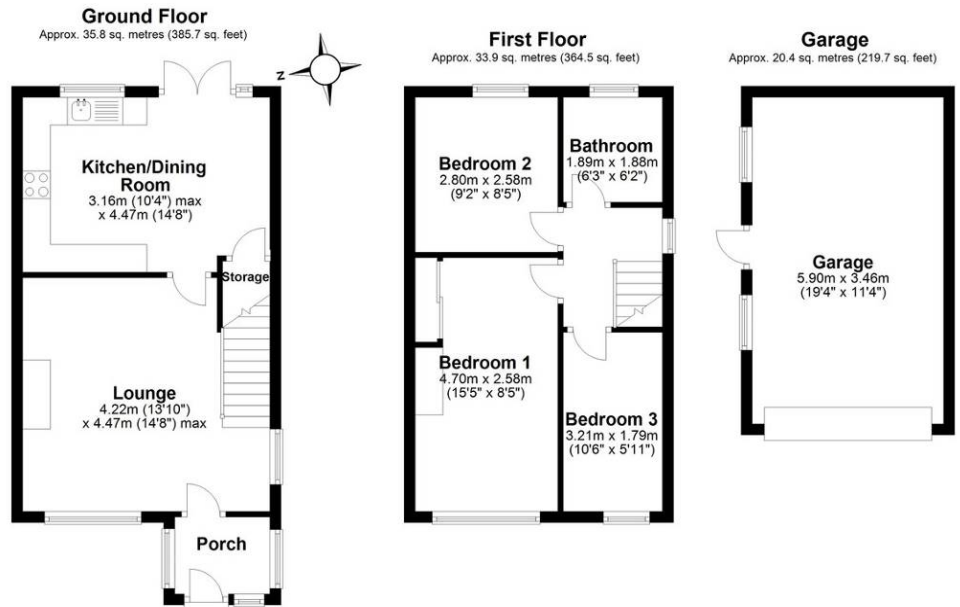 Ground Floor
Approx. 35.8 sq. metres (385.7 sq. feet)
Z
Kitchen/Dining
Room
3.16m (10'4") max
x 4.47m (14'8")
Storage
Lounge
4.22m (13'10")
x 4.47m (14'8") max
Porch
First Floor
Approx. 33.9 sq. metres (364.5 sq. feet)
Bedroom 2
2.80m x 2.58m
(9'2" x 8'5")
Bathroom
1.89m x 1.88m
(6'3" x 6'2")
Bedroom 1
4.70m x 2.58m
(15'5" x 8'5")
Bedroom 3
3.21m x 1.79m
(10'6" x 5'11")
Garage
Approx. 20.4 sq. metres (219.7 sq. feet)
Garage
5.90m x 3.46m
(19'4" x 11'4")